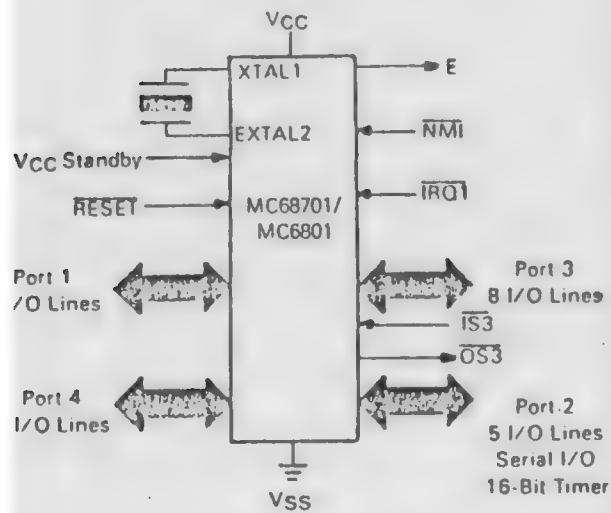 VCC
XTAL1
E
EXTAL2
NMI
VCC Standby
IRQ1
RESET
MC68701/
MC6801
Port 1
/O Lines
Port 3
8 I/O Lines
IS3
OS3
Port 4
I/O Lines
Port 2
5 I/O Lines
Serial I/O
16-Bit Timer
VSS